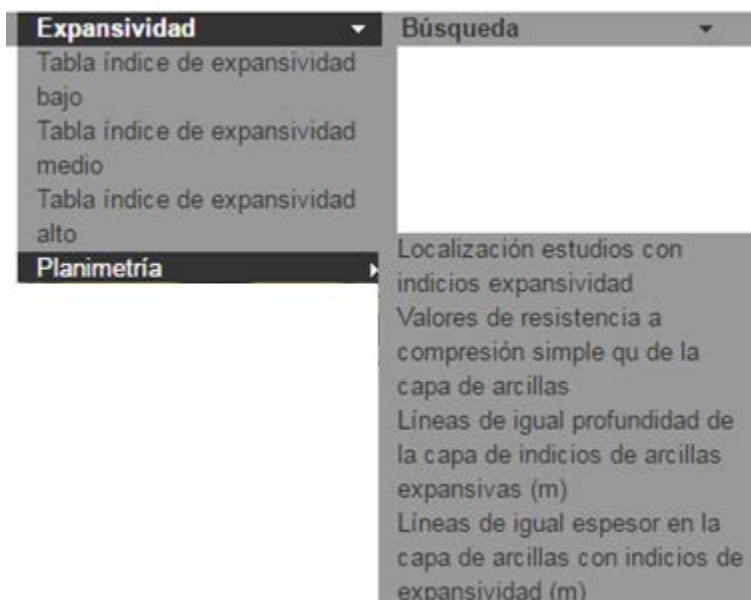 Expansividad
Búsqueda
Tabla índice de expansividad
bajo
Tabla índice de expansividad
medio
Tabla índice de expansividad
alto
Planimetría
Localización estudios con
indicios expansividad
Valores de resistencia a
compresión simple qu de la
capa de arcillas
Líneas de igual profundidad de
la capa de indicios de arcillas
expansivas (m)
Líneas de igual espesor en la
capa de arcillas con indicios de
expansividad (m)